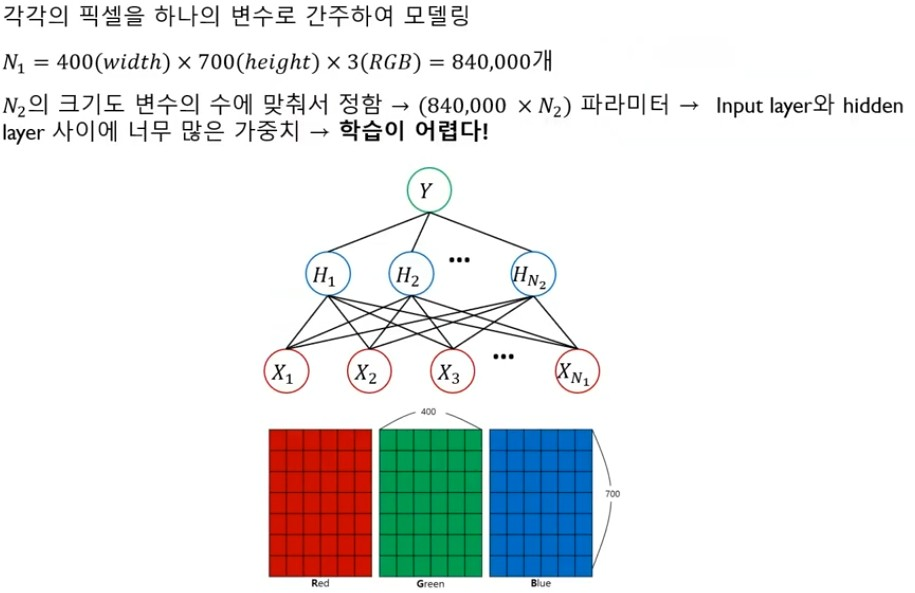 각각의 픽셀을 하나의 변수로 간주하여 모델링
N₁ = 400(width) × 700(height) × 3(RGB) = 840,000개
N₂의 크기도 변수의 수에 맞춰서 정함 → (840,000 × N₂) 파라미터 → Input layer와 hidden
layer 사이에 너무 많은 가중치 → 학습이 어렵다!
Y
H₁ H₂ ••• H_N₂
X₁ X₂ X₃ ••• X_N₁
400
700
Red Green Blue